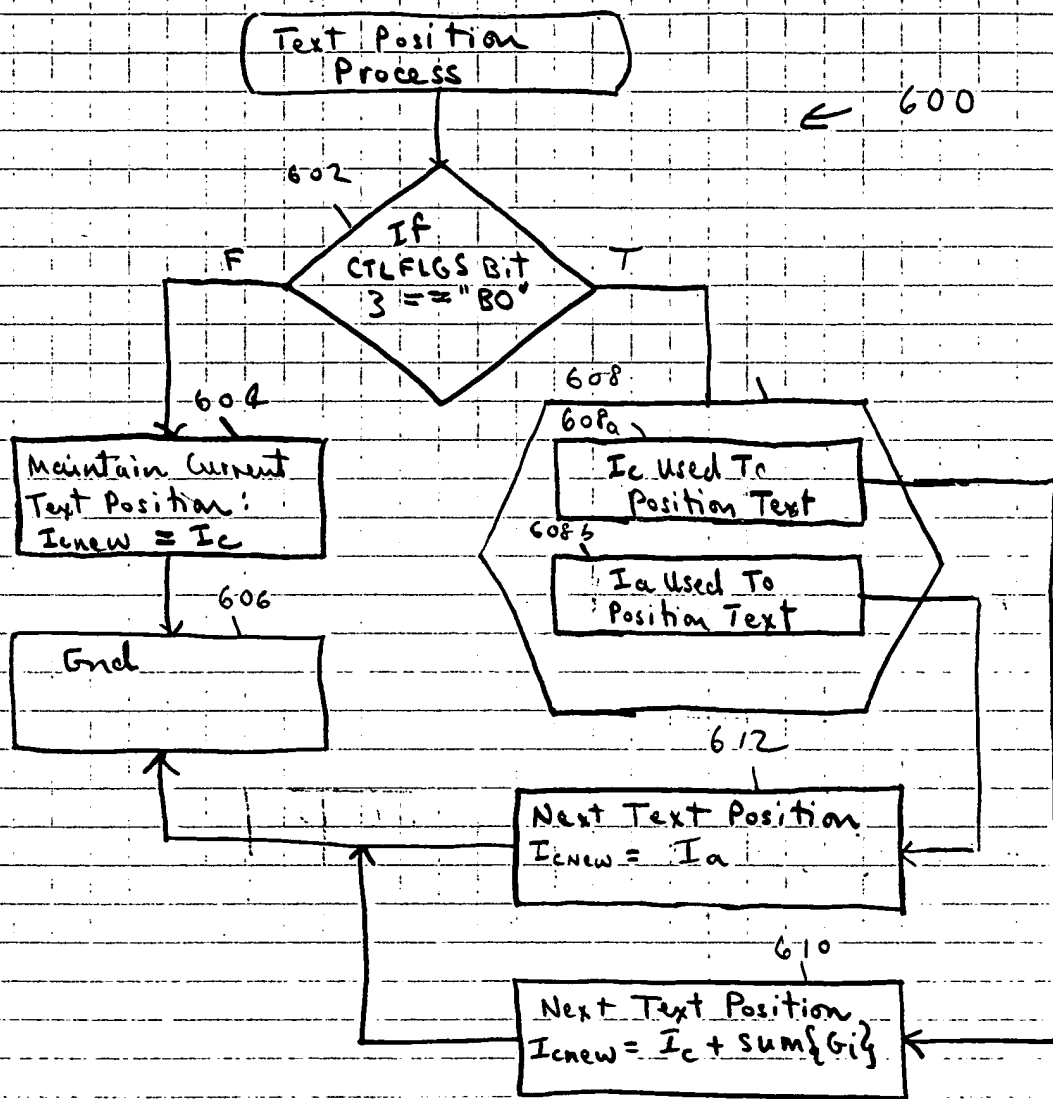 Text Position
Process
600
602
If
CTLFLGS Bit
3 == "B0"
F
T
604
Maintain Current
Text Position:
Icnew = Ic
606
End
608
608a
Ic Used To
Position Text
608b
Ia Used To
Position Text
612
Next Text Position
Icnew = Ia
610
Next Text Position
Icnew = Ic + sum{Gi}